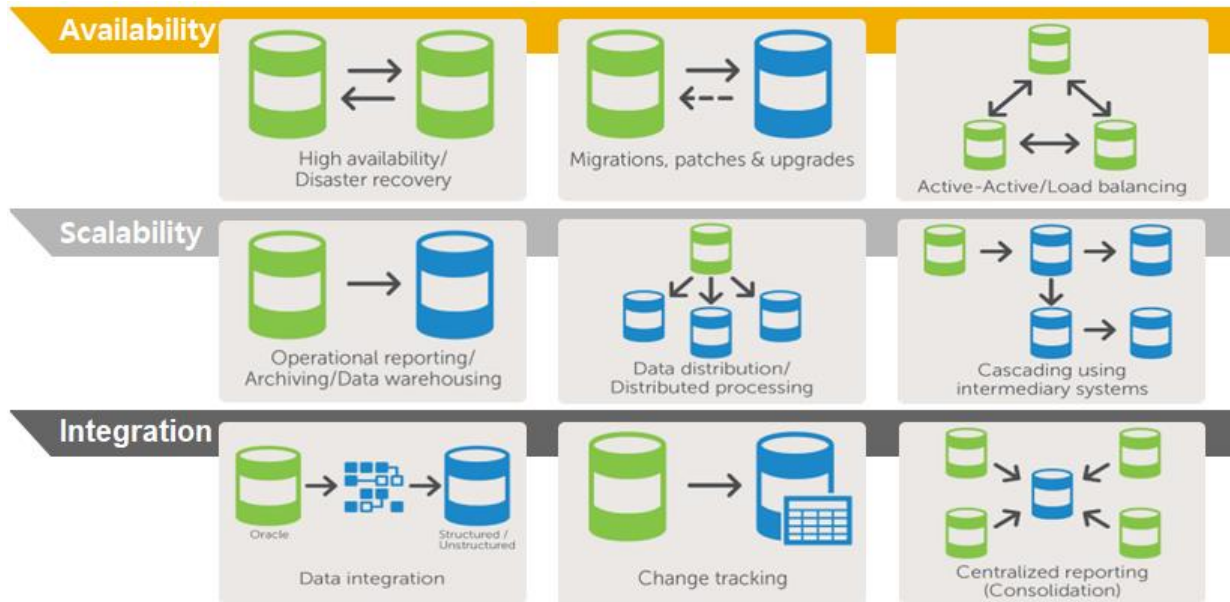 Availability
High availability/
Disaster recovery
Migrations, patches & upgrades
Active-Active/Load balancing
Scalability
Operational reporting/
Archiving/Data warehousing
Data distribution/
Distributed processing
Cascading using
intermediary systems
Integration
Oracle
Structured /
Unstructured
Data integration
Change tracking
Centralized reporting
(Consolidation)